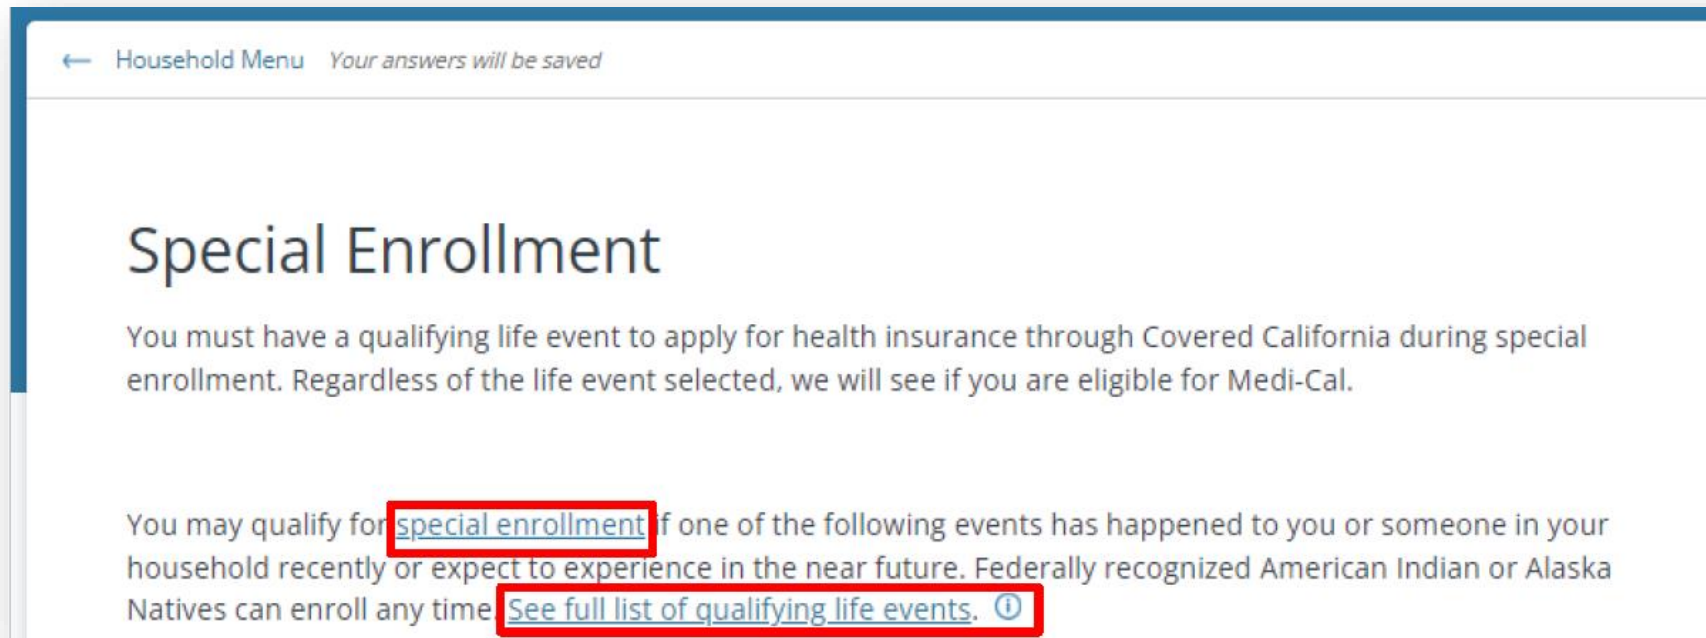 ← Household Menu Your answers will be saved
Special Enrollment
You must have a qualifying life event to apply for health insurance through Covered California during special
enrollment. Regardless of the life event selected, we will see if you are eligible for Medi-Cal.
You may qualify for special enrollment if one of the following events has happened to you or someone in your
household recently or expect to experience in the near future. Federally recognized American Indian or Alaska
Natives can enroll any time. See full list of qualifying life events. ⓘ